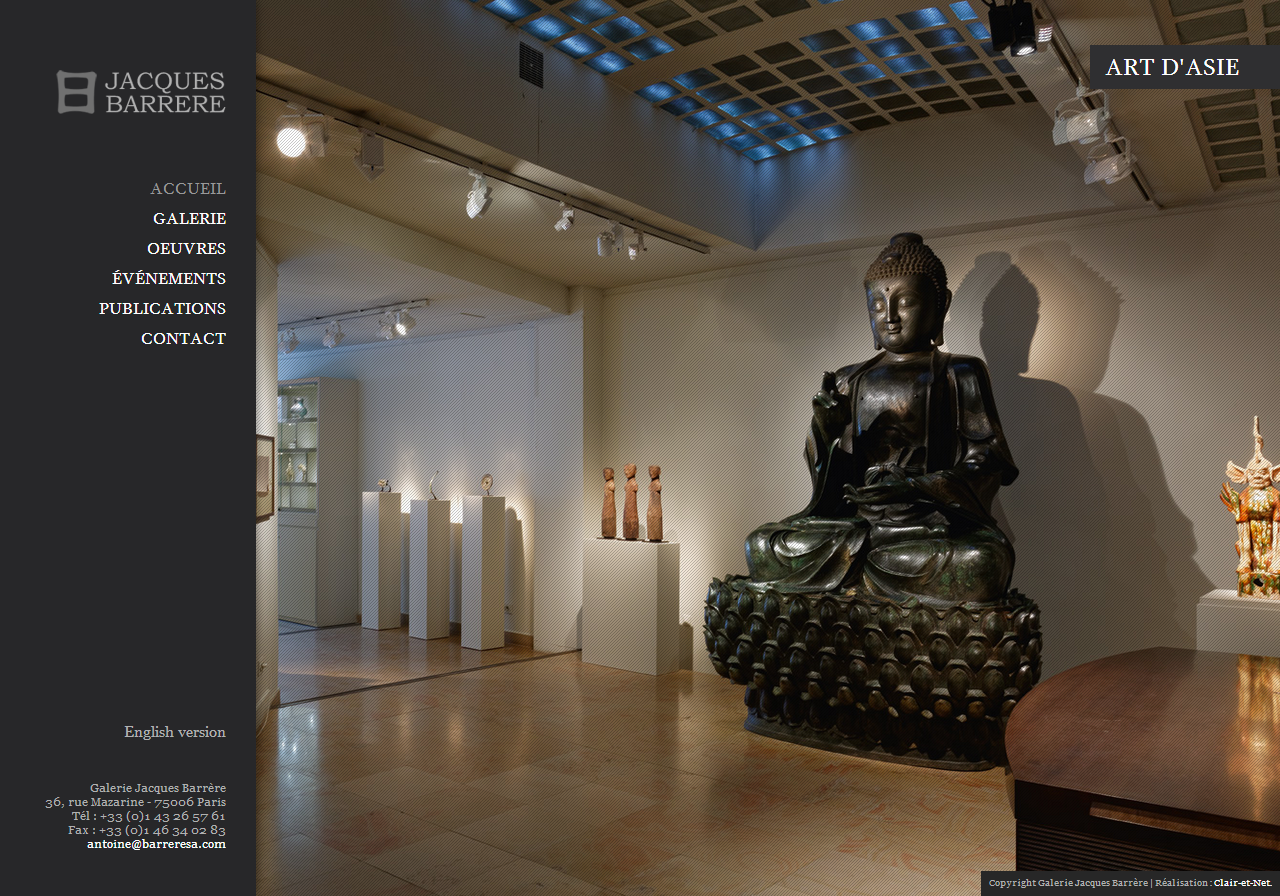 JACQUES
BARRERE
ACCUEIL
GALERIE
OEUVRES
ÉVÉNEMENTS
PUBLICATIONS
CONTACT
English version
Galerie Jacques Barrère
36, rue Mazarine - 75006 Paris
Tél : +33 (0)1 43 26 57 61
Fax : +33 (0)1 46 34 02 83
antoine@barreresa.com
ART D'ASIE
Copyright Galerie Jacques Barrère | Réalisation : Clair-et-Net.